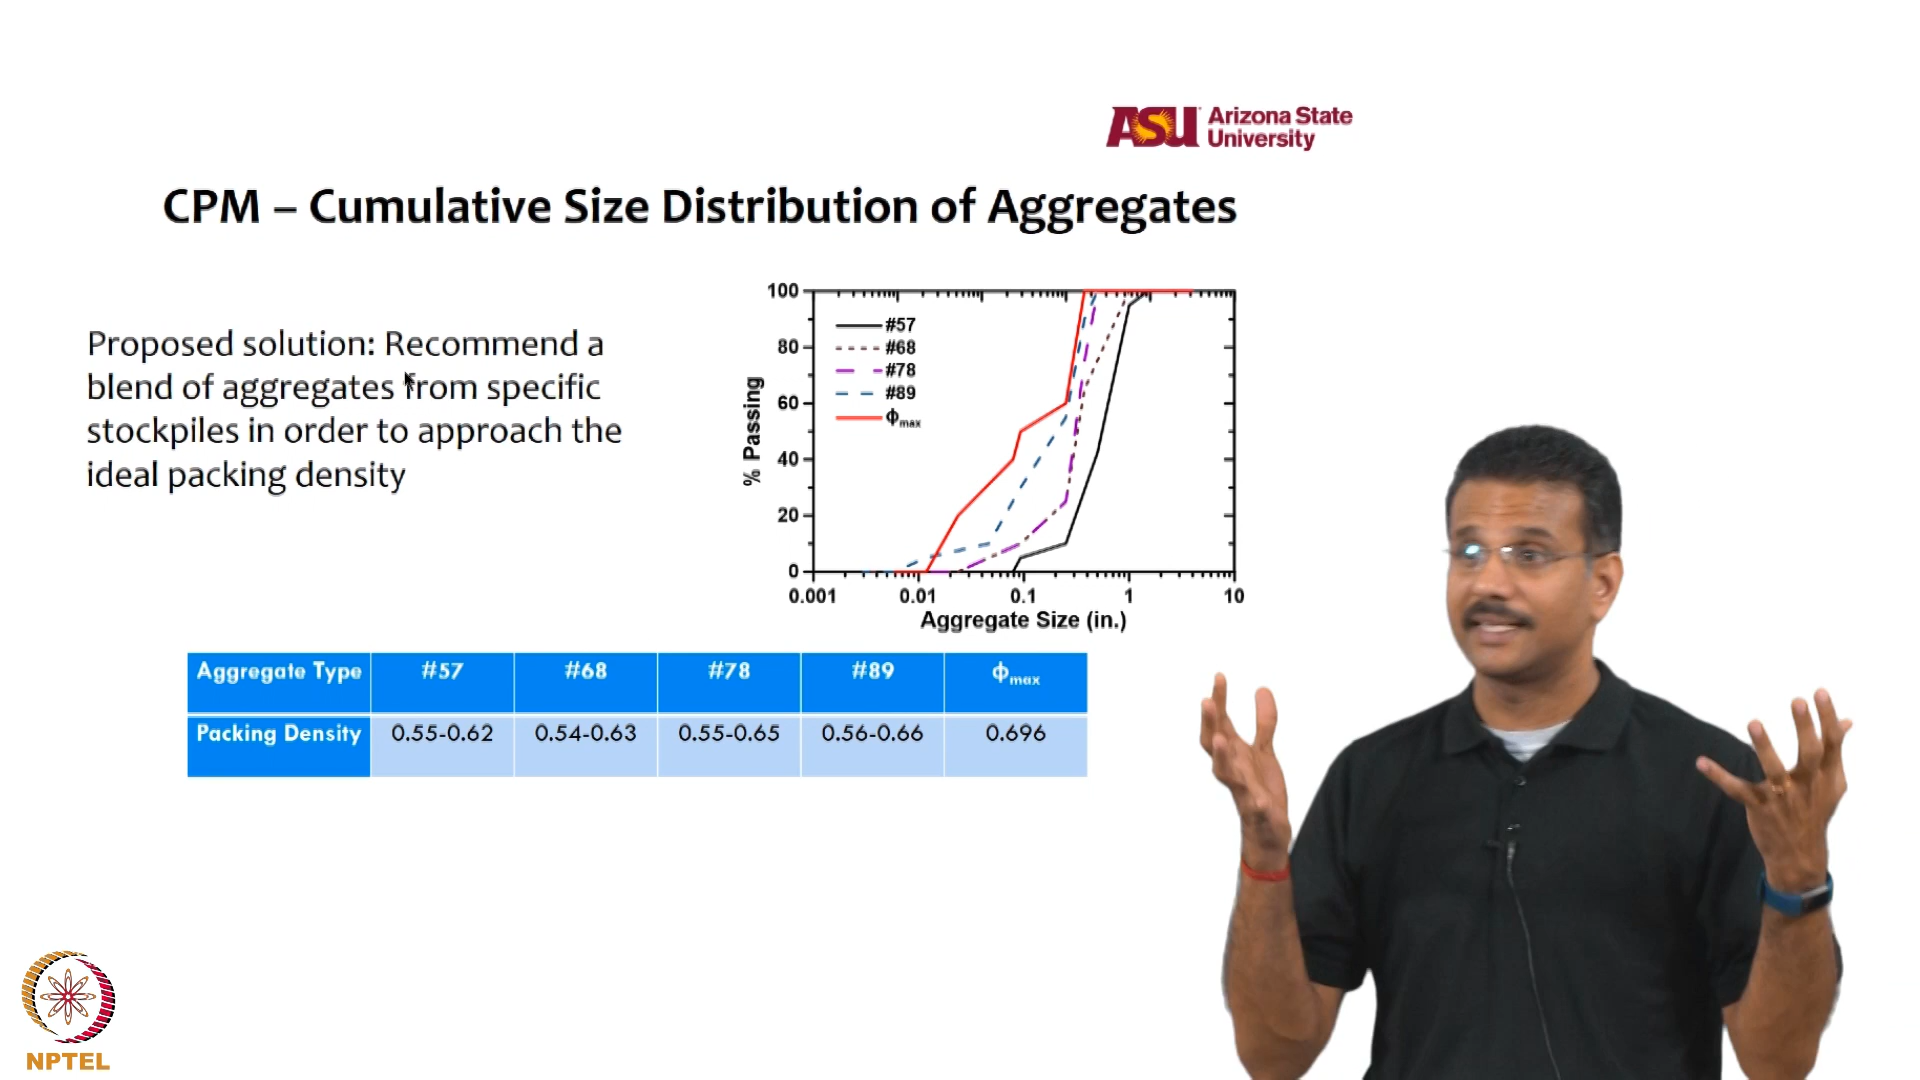 ASU Arizona State
University
CPM – Cumulative Size Distribution of Aggregates
Proposed solution: Recommend a
blend of aggregates from specific
stockpiles in order to approach the
ideal packing density
% Passing
100
80
60
40
20
0
#57
#68
#78
#89
ϕmax
0.001 0.01 0.1 1 10
Aggregate Size (in.)
Aggregate Type #57 #68 #78 #89 ϕmax
Packing Density 0.55-0.62 0.54-0.63 0.55-0.65 0.56-0.66 0.696
NPTEL